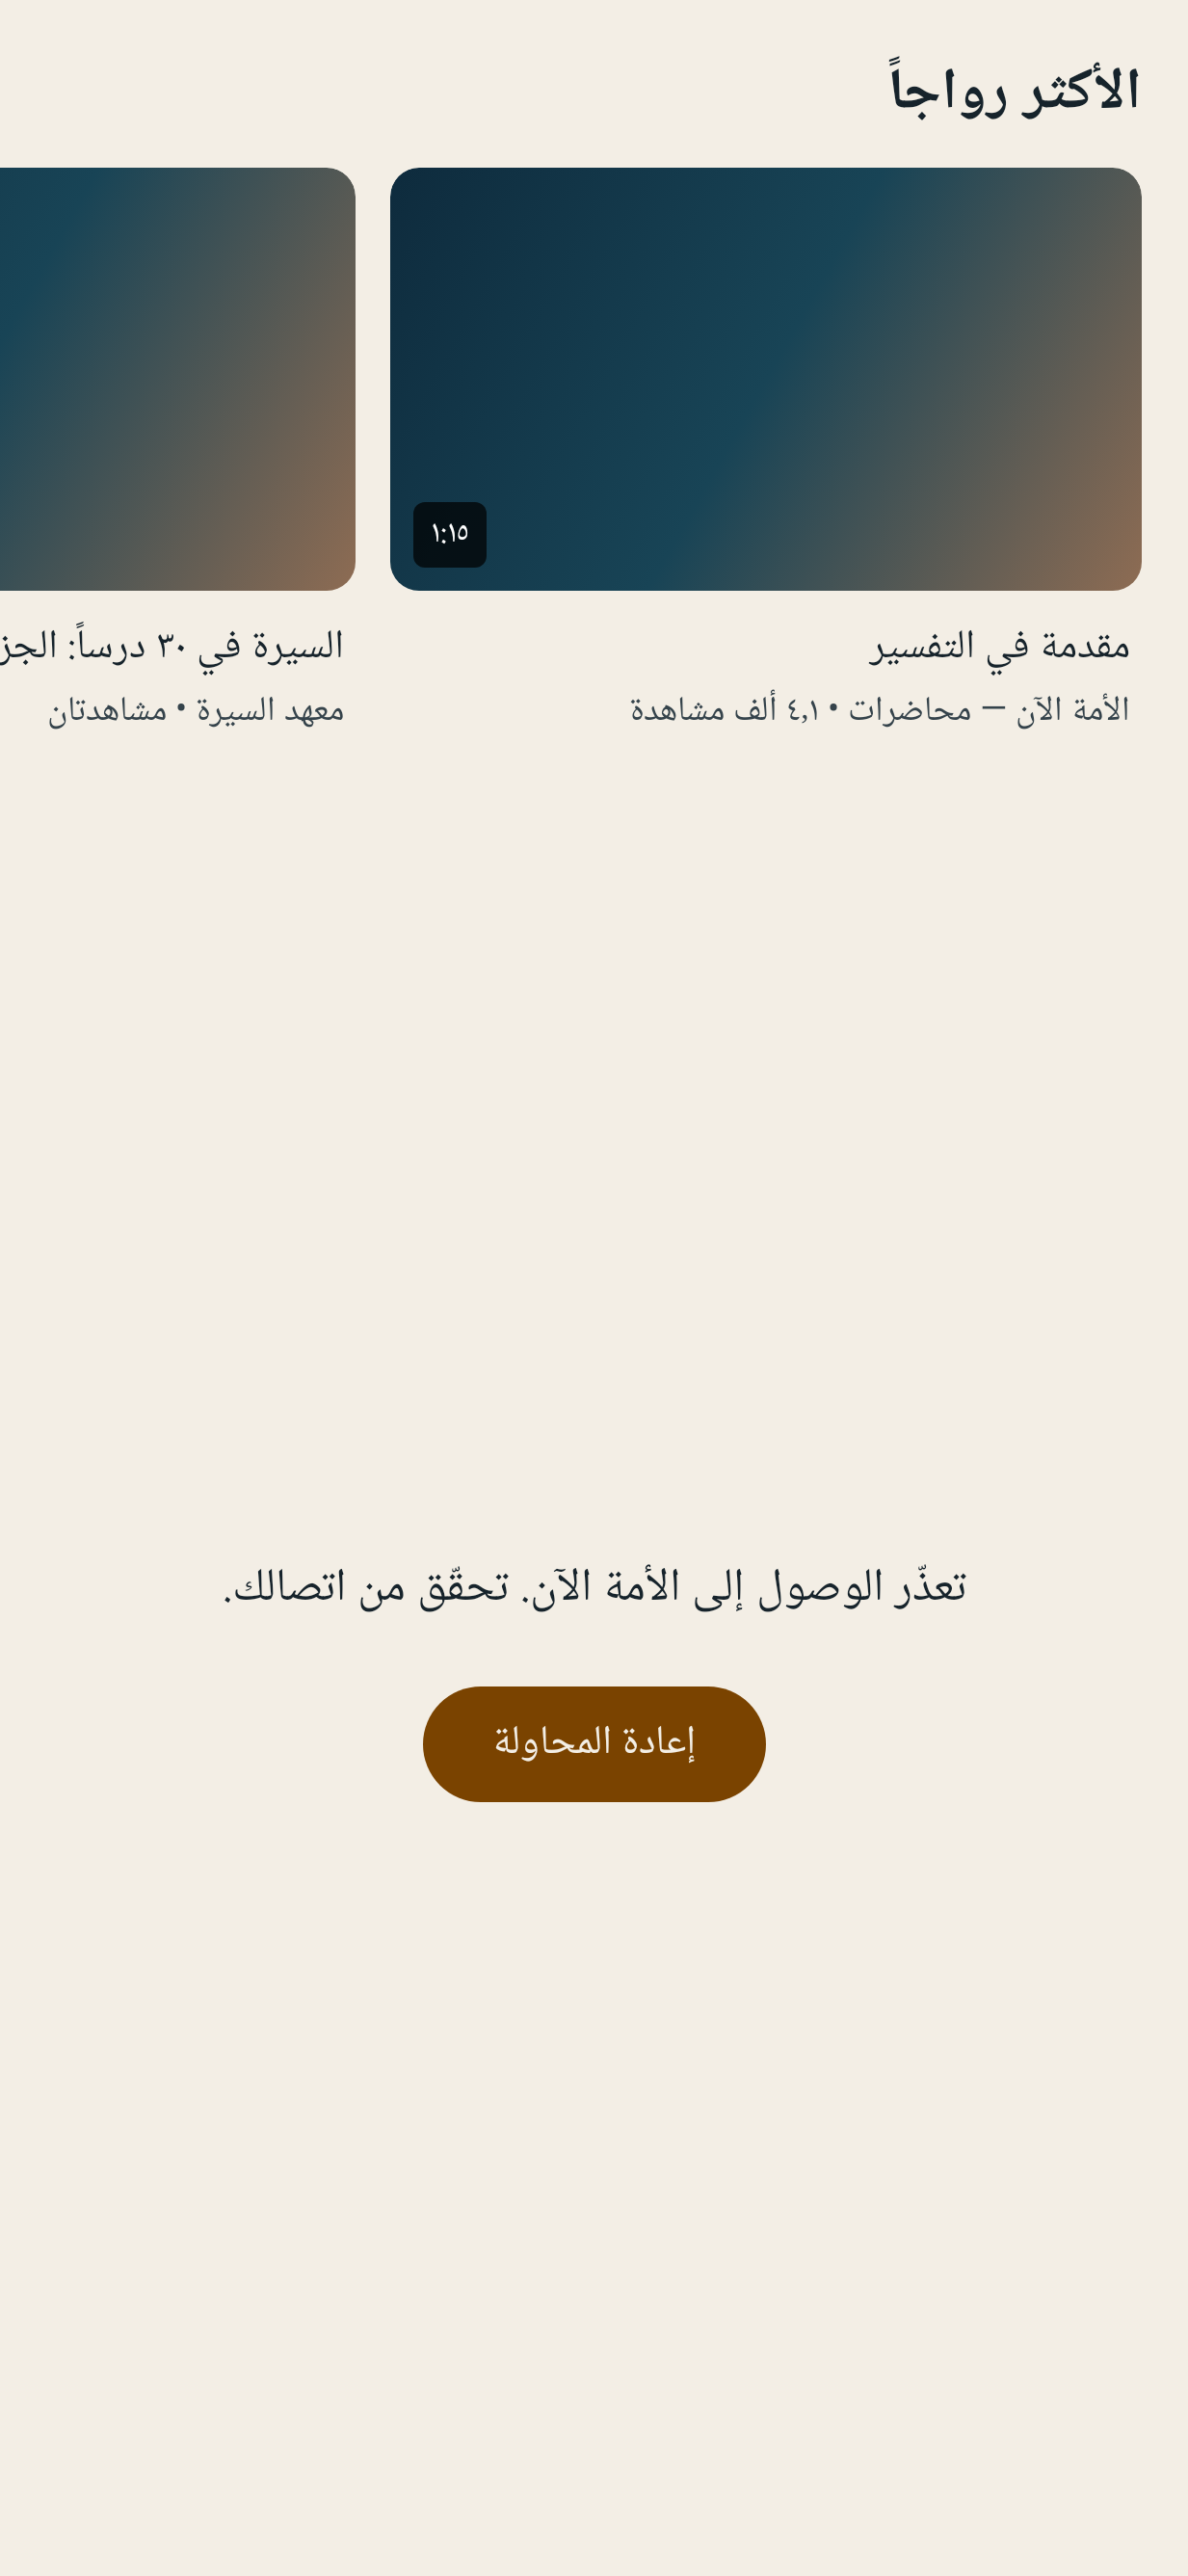 الأكثر رواجاً
١:١٥
مقدمة في التفسير
الأمة الآن — محاضرات • ٤٫١ ألف مشاهدة
السيرة في ٣٠ درساً: الجز
معهد السيرة • مشاهدتان
تعذّر الوصول إلى الأمة الآن. تحقّق من اتصالك.
إعادة المحاولة